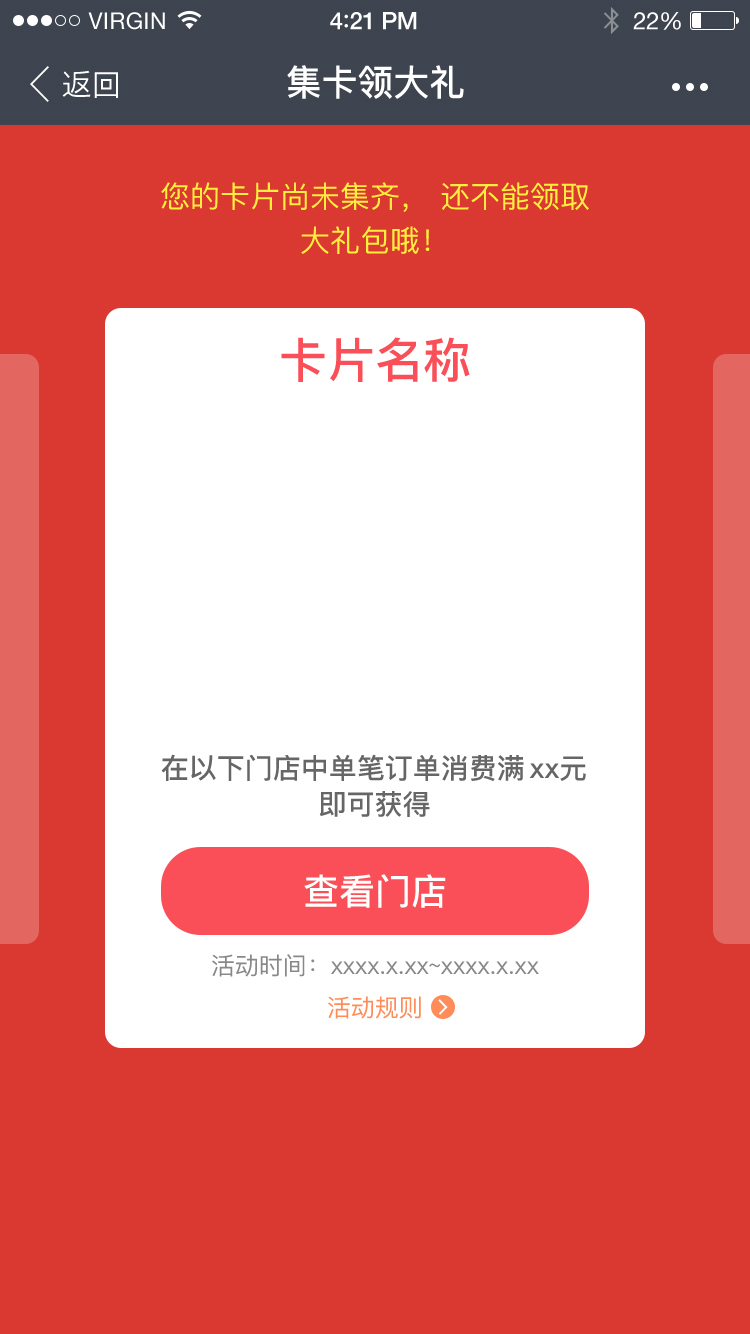 VIRGIN 4:21 PM 22%
返回 集卡领大礼
您的卡片尚未集齐， 还不能领取
大礼包哦！
卡片名称
在以下门店中单笔订单消费满xx元
即可获得
查看门店
活动时间：xxxx.x.xx~xxxx.x.xx
活动规则